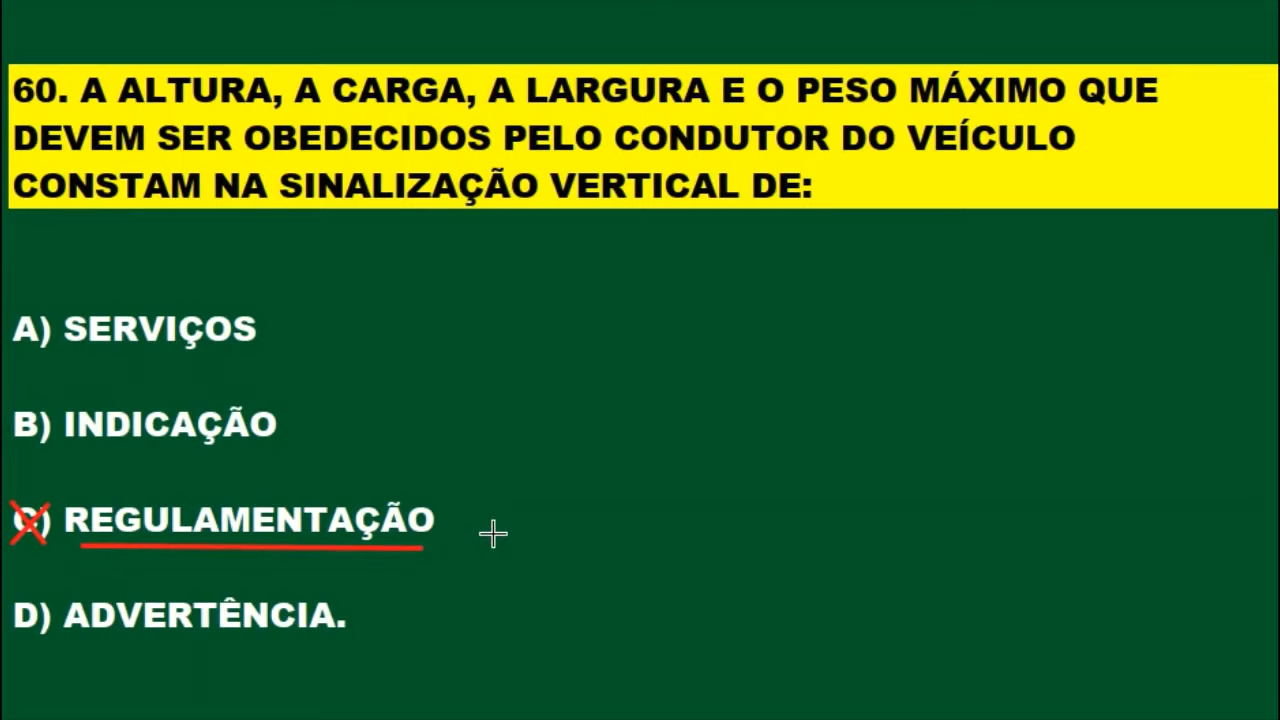 60. A ALTURA, A CARGA, A LARGURA E O PESO MÁXIMO QUE
DEVEM SER OBEDECIDOS PELO CONDUTOR DO VEÍCULO
CONSTAM NA SINALIZAÇÃO VERTICAL DE:
A) SERVIÇOS
B) INDICAÇÃO
C) REGULAMENTAÇÃO
D) ADVERTÊNCIA.